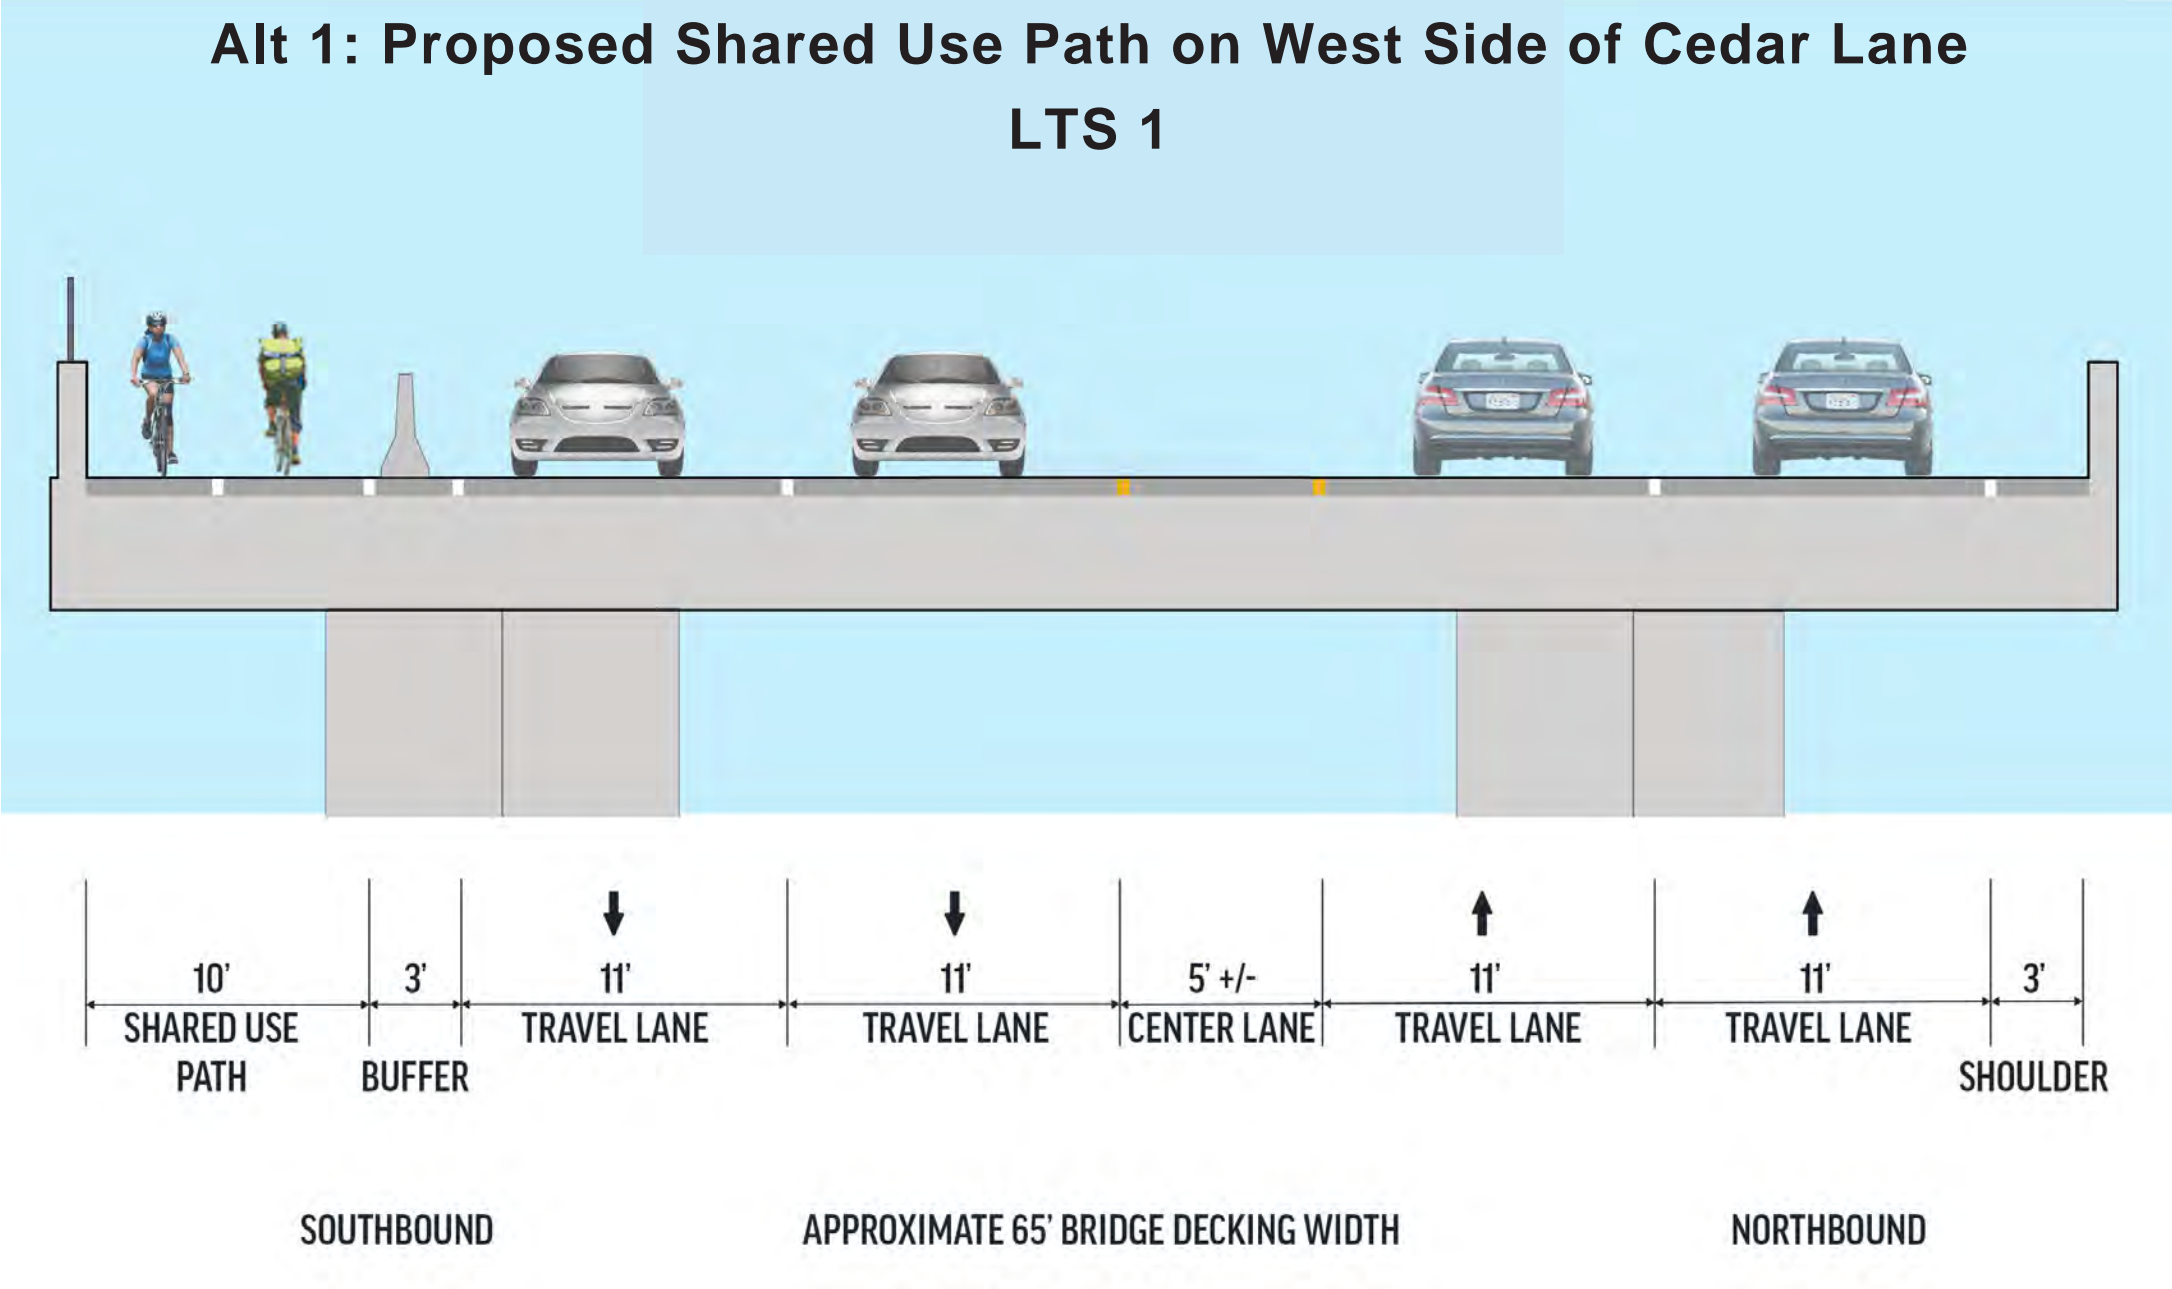 Alt 1: Proposed Shared Use Path on West Side of Cedar Lane
LTS 1
10' 3' 11' 11' 5' +/- 11' 11' 3'
SHARED USE TRAVEL LANE TRAVEL LANE CENTER LANE TRAVEL LANE TRAVEL LANE
PATH BUFFER SHOULDER
SOUTHBOUND APPROXIMATE 65' BRIDGE DECKING WIDTH NORTHBOUND